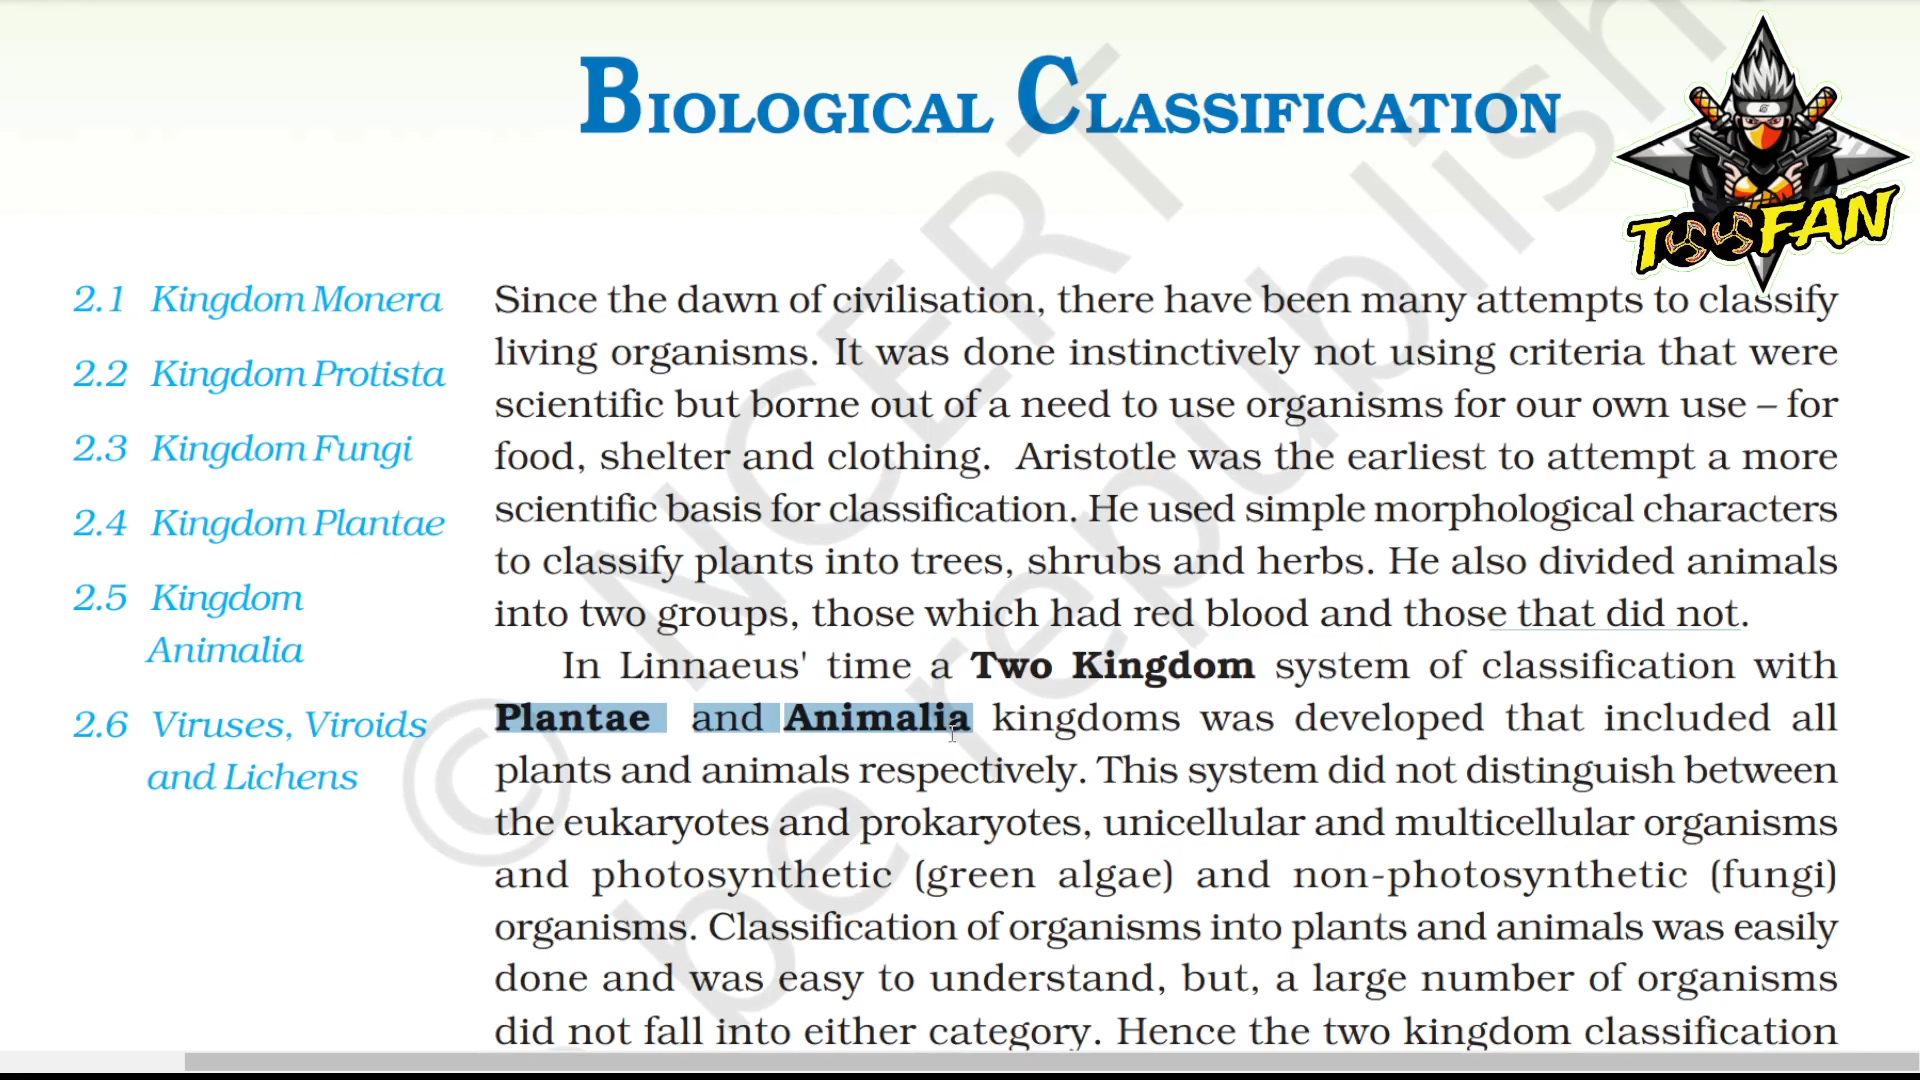 BIOLOGICAL CLASSIFICATION
TOOFAN
2.1 Kingdom Monera
2.2 Kingdom Protista
2.3 Kingdom Fungi
2.4 Kingdom Plantae
2.5 Kingdom
Animalia
2.6 Viruses, Viroids
and Lichens
Since the dawn of civilisation, there have been many attempts to classify
living organisms. It was done instinctively not using criteria that were
scientific but borne out of a need to use organisms for our own use – for
food, shelter and clothing. Aristotle was the earliest to attempt a more
scientific basis for classification. He used simple morphological characters
to classify plants into trees, shrubs and herbs. He also divided animals
into two groups, those which had red blood and those that did not.
In Linnaeus' time a Two Kingdom system of classification with
Plantae and Animalia kingdoms was developed that included all
plants and animals respectively. This system did not distinguish between
the eukaryotes and prokaryotes, unicellular and multicellular organisms
and photosynthetic (green algae) and non-photosynthetic (fungi)
organisms. Classification of organisms into plants and animals was easily
done and was easy to understand, but, a large number of organisms
did not fall into either category. Hence the two kingdom classification
© NCERT
be republish